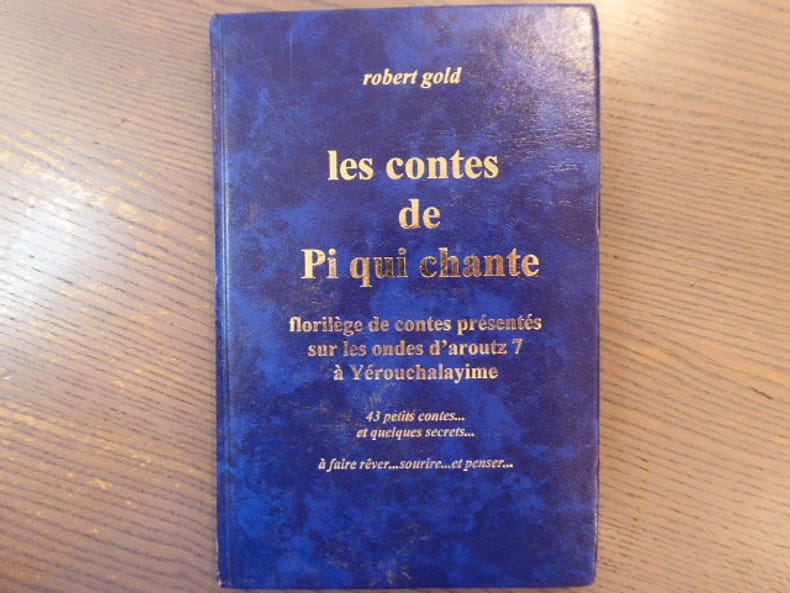 robert gold
les contes
de
Pi qui chante
florilège de contes présentés
sur les ondes d'aroutz 7
à Yérouchalayime
43 petits contes...
et quelques secrets...
à faire rêver...sourire...et penser...